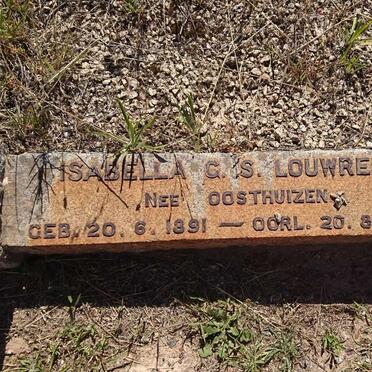 ISABELLA G. S. LOUWRE
NEE OOSTHUIZEN
GEB. 20. 6. 1891 — OORL. 20. 8